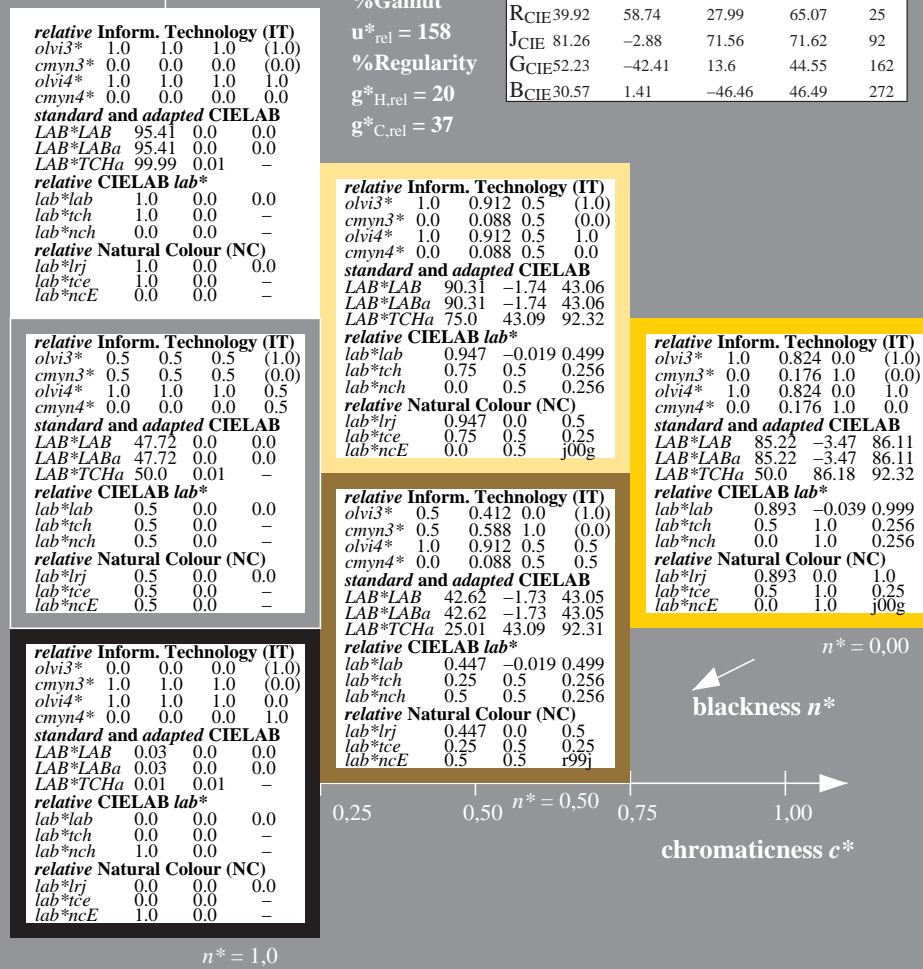 %Gamut
u*rel = 158
%Regularity
g*H,rel = 20
g*C,rel = 37
RCIE 39.92 58.74 27.99 65.07 25
JCIE 81.26 −2.88 71.56 71.62 92
GCIE 52.23 −42.41 13.6 44.55 162
BCIE 30.57 1.41 −46.46 46.49 272
relative Inform. Technology (IT)
olvi3* 1.0 1.0 1.0 (1.0)
cmyn3* 0.0 0.0 0.0 (0.0)
olvi4* 1.0 1.0 1.0 1.0
cmyn4* 0.0 0.0 0.0 0.0
standard and adapted CIELAB
LAB*LAB 95.41 0.0 0.0
LAB*LABa 95.41 0.0 0.0
LAB*TCHa 99.99 0.01 –
relative CIELAB lab*
lab*lab 1.0 0.0 0.0
lab*tch 1.0 0.0 –
lab*nch 0.0 0.0 –
relative Natural Colour (NC)
lab*lrj 1.0 0.0 0.0
lab*tce 1.0 0.0 –
lab*ncE 0.0 0.0 –
relative Inform. Technology (IT)
olvi3* 1.0 0.912 0.5 (1.0)
cmyn3* 0.0 0.088 0.5 (0.0)
olvi4* 1.0 0.912 0.5 1.0
cmyn4* 0.0 0.088 0.5 0.0
standard and adapted CIELAB
LAB*LAB 90.31 −1.74 43.06
LAB*LABa 90.31 −1.74 43.06
LAB*TCHa 75.0 43.09 92.32
relative CIELAB lab*
lab*lab 0.947 −0.019 0.499
lab*tch 0.75 0.5 0.256
lab*nch 0.0 0.5 0.256
relative Natural Colour (NC)
lab*lrj 0.947 0.0 0.5
lab*tce 0.75 0.5 0.25
lab*ncE 0.0 0.5 j00g
relative Inform. Technology (IT)
olvi3* 0.5 0.5 0.5 (1.0)
cmyn3* 0.5 0.5 0.5 (0.0)
olvi4* 1.0 1.0 1.0 0.5
cmyn4* 0.0 0.0 0.0 0.5
standard and adapted CIELAB
LAB*LAB 47.72 0.0 0.0
LAB*LABa 47.72 0.0 0.0
LAB*TCHa 50.0 0.01 –
relative CIELAB lab*
lab*lab 0.5 0.0 0.0
lab*tch 0.5 0.0 –
lab*nch 0.5 0.0 –
relative Natural Colour (NC)
lab*lrj 0.5 0.0 0.0
lab*tce 0.5 0.0 –
lab*ncE 0.5 0.0 –
relative Inform. Technology (IT)
olvi3* 1.0 0.824 0.0 (1.0)
cmyn3* 0.0 0.176 1.0 (0.0)
olvi4* 1.0 0.824 0.0 1.0
cmyn4* 0.0 0.176 1.0 0.0
standard and adapted CIELAB
LAB*LAB 85.22 −3.47 86.11
LAB*LABa 85.22 −3.47 86.11
LAB*TCHa 50.0 86.18 92.32
relative CIELAB lab*
lab*lab 0.893 −0.039 0.999
lab*tch 0.5 1.0 0.256
lab*nch 0.0 1.0 0.256
relative Natural Colour (NC)
lab*lrj 0.893 0.0 1.0
lab*tce 0.5 1.0 0.25
lab*ncE 0.0 1.0 j00g
relative Inform. Technology (IT)
olvi3* 0.5 0.412 0.0 (1.0)
cmyn3* 0.5 0.588 1.0 (0.0)
olvi4* 1.0 0.912 0.5 0.5
cmyn4* 0.0 0.088 0.5 0.5
standard and adapted CIELAB
LAB*LAB 42.62 −1.73 43.05
LAB*LABa 42.62 −1.73 43.05
LAB*TCHa 25.01 43.09 92.31
relative CIELAB lab*
lab*lab 0.447 −0.019 0.499
lab*tch 0.25 0.5 0.256
lab*nch 0.5 0.5 0.256
relative Natural Colour (NC)
lab*lrj 0.447 0.0 0.5
lab*tce 0.25 0.5 0.25
lab*ncE 0.5 0.5 r99j
relative Inform. Technology (IT)
olvi3* 0.0 0.0 0.0 (1.0)
cmyn3* 1.0 1.0 1.0 (0.0)
olvi4* 1.0 1.0 1.0 0.0
cmyn4* 0.0 0.0 0.0 1.0
standard and adapted CIELAB
LAB*LAB 0.03 0.0 0.0
LAB*LABa 0.03 0.0 0.0
LAB*TCHa 0.01 0.01 –
relative CIELAB lab*
lab*lab 0.0 0.0 0.0
lab*tch 0.0 0.0 –
lab*nch 1.0 0.0 –
relative Natural Colour (NC)
lab*lrj 0.0 0.0 0.0
lab*tce 0.0 0.0 –
lab*ncE 1.0 0.0 –
n* = 0,00
blackness n*
0,25 0,50 n* = 0,50 0,75 1,00
chromaticness c*
n* = 1,0